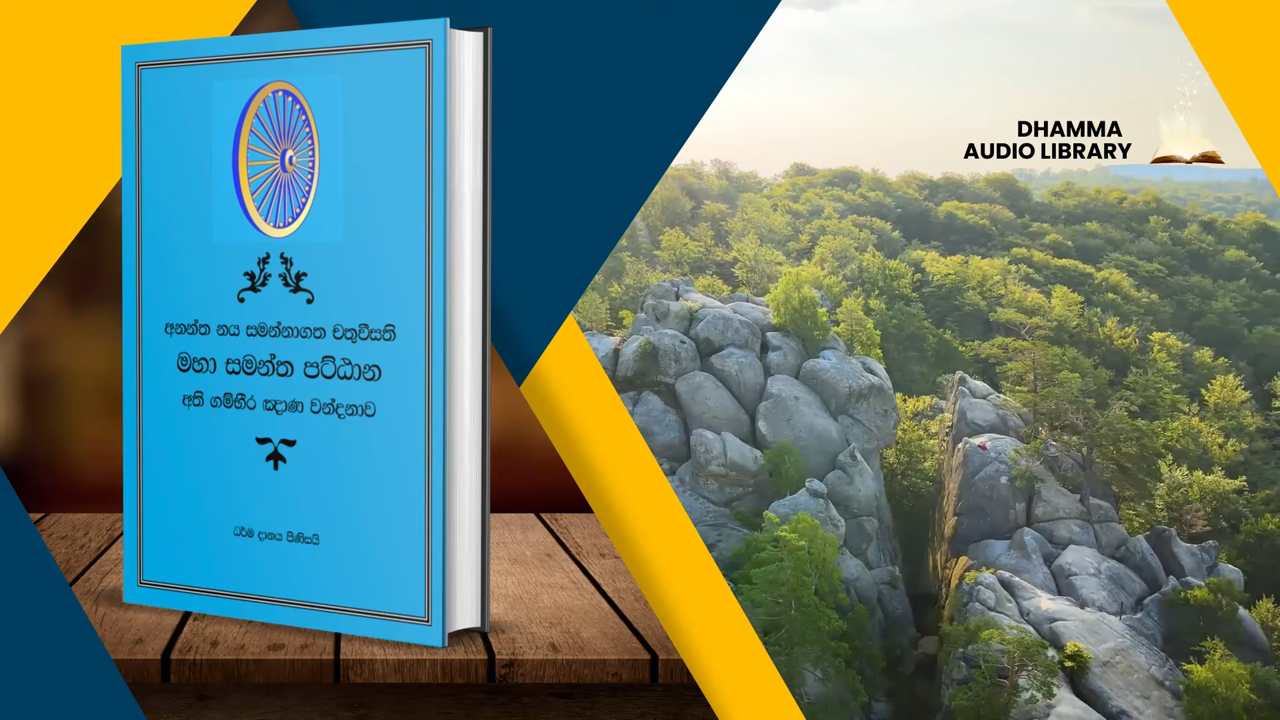 අනන්ත නය සමන්නාගත චතුවීසති
මහා සමන්ත පට්ඨාන
අති ගම්භීර ඤාණ වන්දනාව
ධර්ම දානය පිණිසයි
DHAMMA
AUDIO LIBRARY